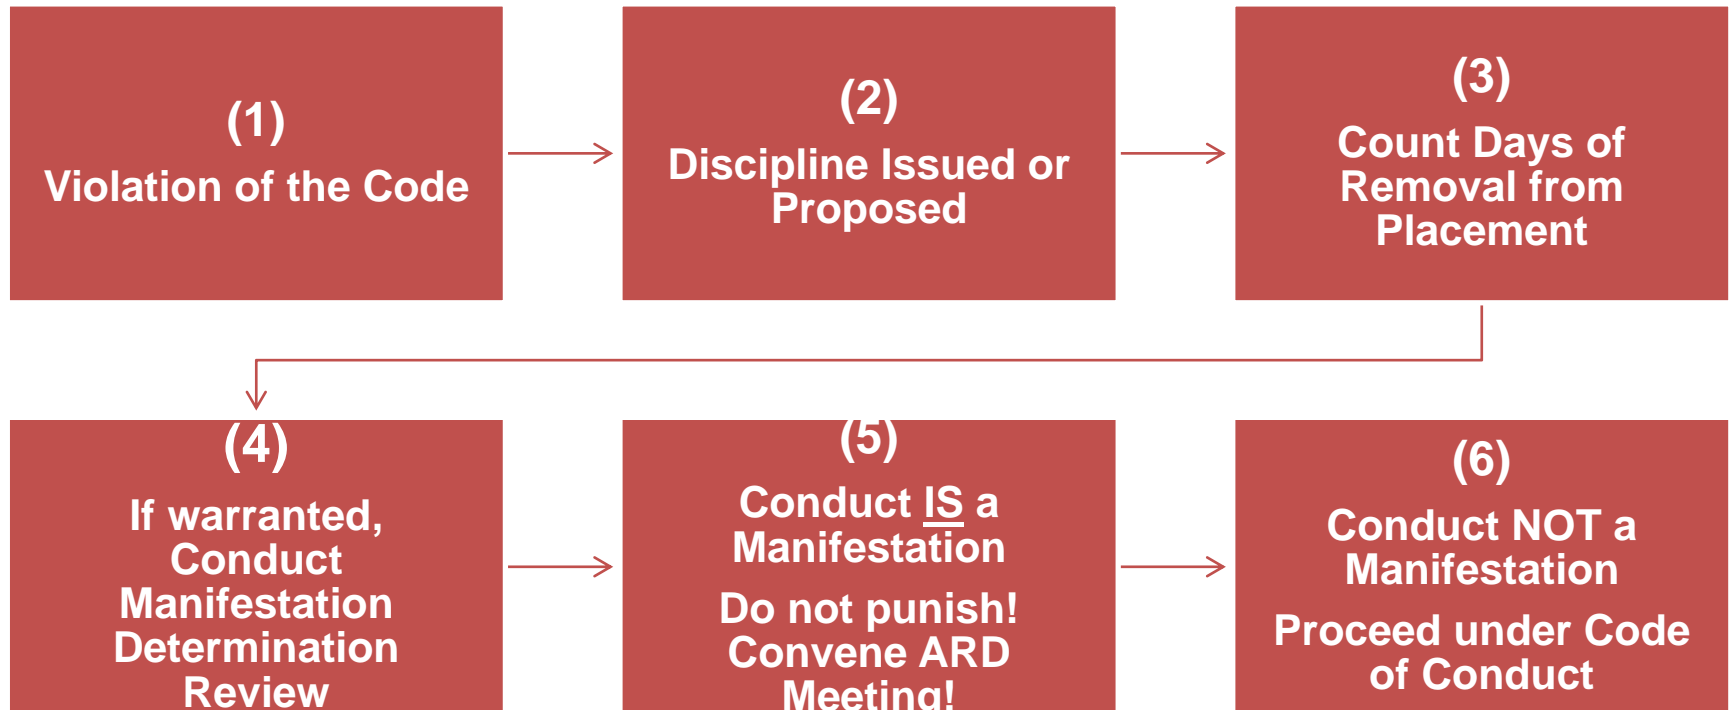 (1)
Violation of the Code
(2)
Discipline Issued or
Proposed
(3)
Count Days of
Removal from
Placement
(4)
If warranted,
Conduct
Manifestation
Determination
Review
(5)
Conduct IS a
Manifestation
Do not punish!
Convene ARD
Meeting!
(6)
Conduct NOT a
Manifestation
Proceed under Code
of Conduct